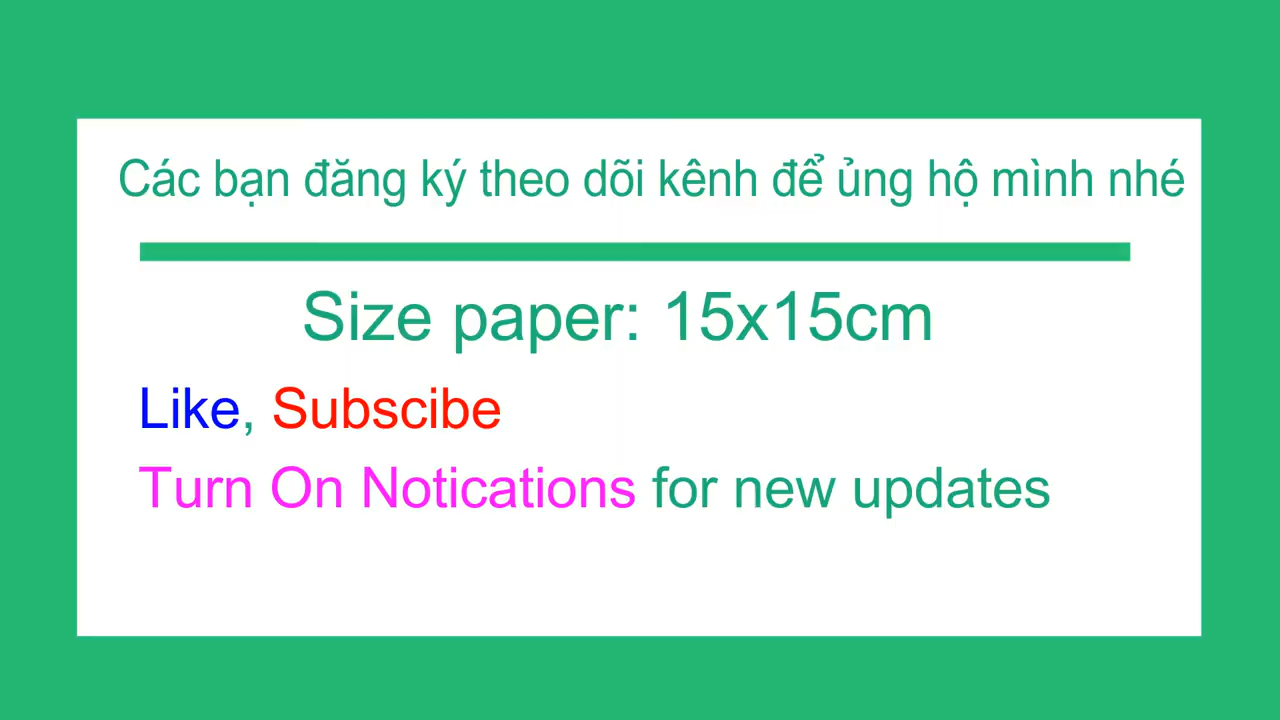 Các bạn đăng ký theo dõi kênh để ủng hộ mình nhé
Size paper: 15x15cm
Like, Subscibe
Turn On Notications for new updates